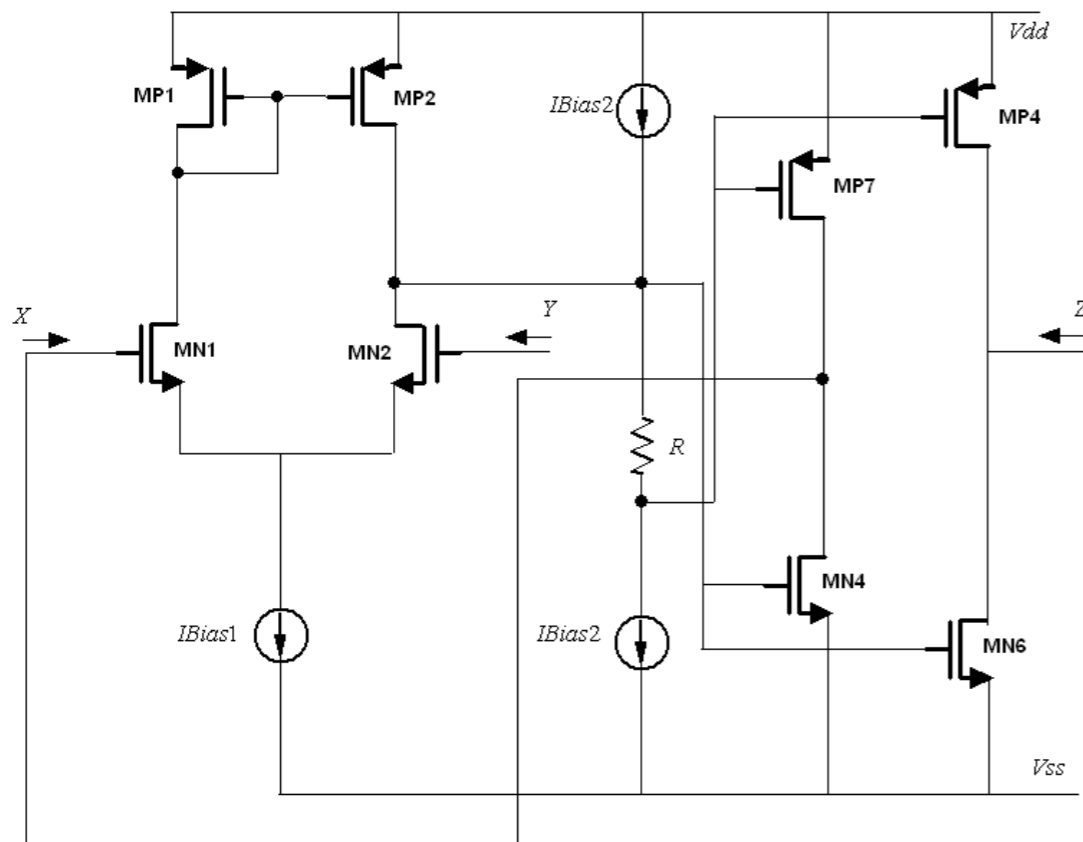 Vdd
MP1
MP2
IBias2
MP4
MP7
X
Y
Z
MN1
MN2
R
MN4
IBias1
IBias2
MN6
Vss